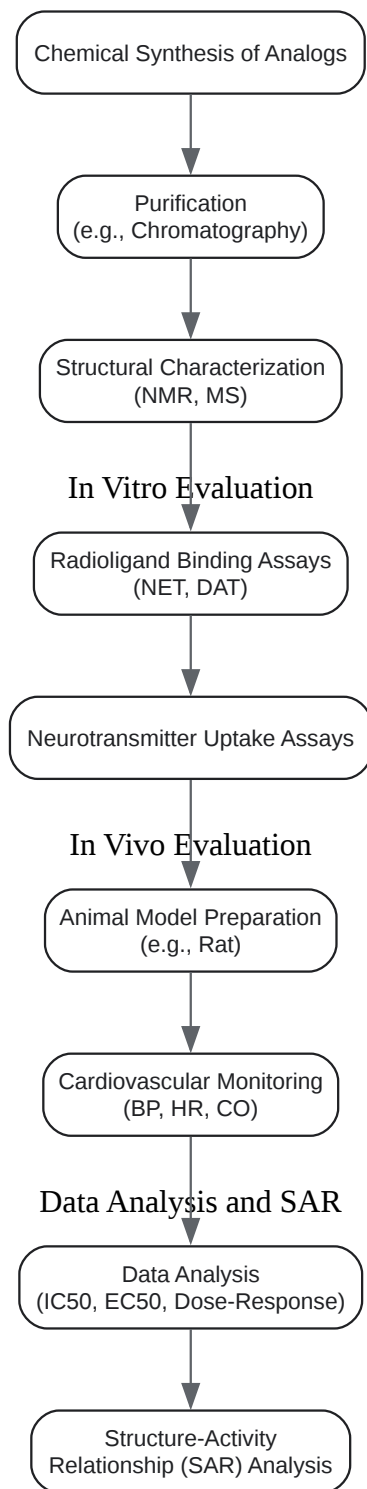 Chemical Synthesis of Analogs
Purification
(e.g., Chromatography)
Structural Characterization
(NMR, MS)
In Vitro Evaluation
Radioligand Binding Assays
(NET, DAT)
Neurotransmitter Uptake Assays
In Vivo Evaluation
Animal Model Preparation
(e.g., Rat)
Cardiovascular Monitoring
(BP, HR, CO)
Data Analysis and SAR
Data Analysis
(IC50, EC50, Dose-Response)
Structure-Activity
Relationship (SAR) Analysis